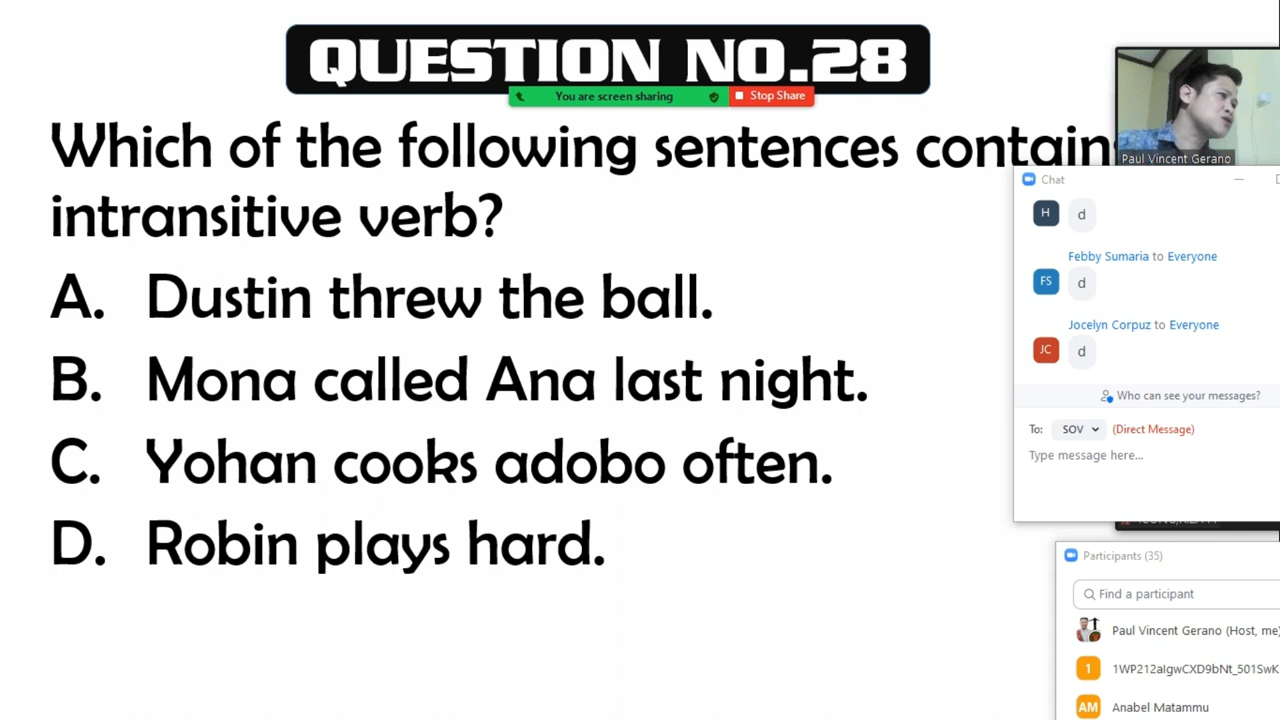 QUESTION NO.28
You are screen sharing
Stop Share
Which of the following sentences contain
intransitive verb?
A. Dustin threw the ball.
B. Mona called Ana last night.
C. Yohan cooks adobo often.
D. Robin plays hard.
Paul Vincent Gerano
Chat
H
d
Febby Sumaria to Everyone
FS
d
Jocelyn Corpuz to Everyone
JC
d
Who can see your messages?
To: SOV (Direct Message)
Type message here...
Participants (35)
Find a participant
Paul Vincent Gerano (Host, me)
1
1WP212aIgwCXD9bNt_501SwK
AM
Anabel Matammu